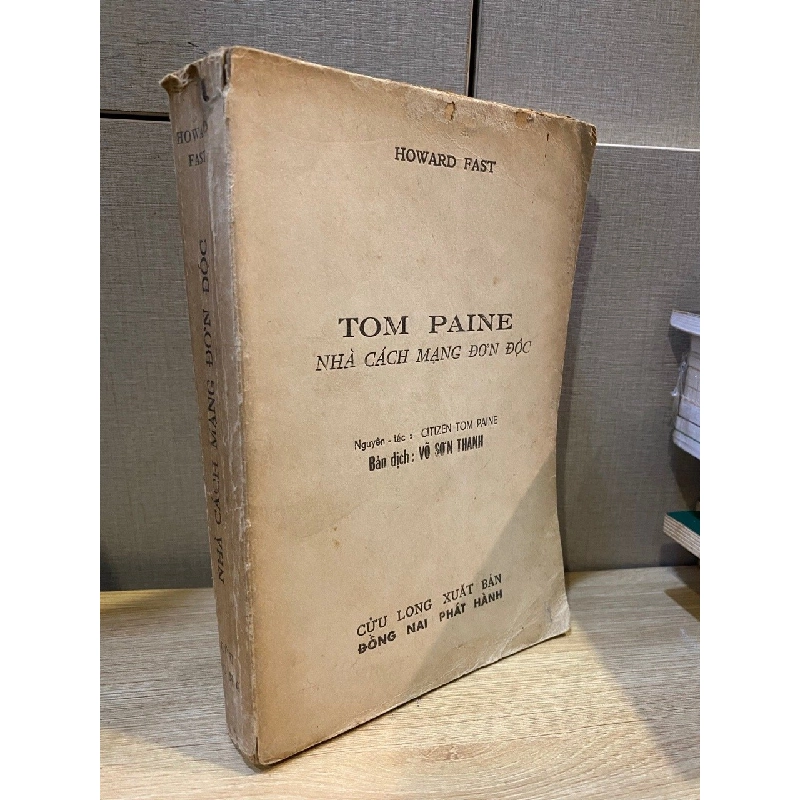 HOWARD FAST
TOM PAINE
NHÀ CÁCH MẠNG ĐƠN ĐỘC
Nguyên-tác : CITIZEN TOM PAINE
Bản dịch: VÕ SƠN THANH
CỬU LONG XUẤT BẢN
ĐỒNG NAI PHÁT HÀNH
HOWARD
FAST
NHÀ CÁCH MẠNG ĐƠN ĐỘC